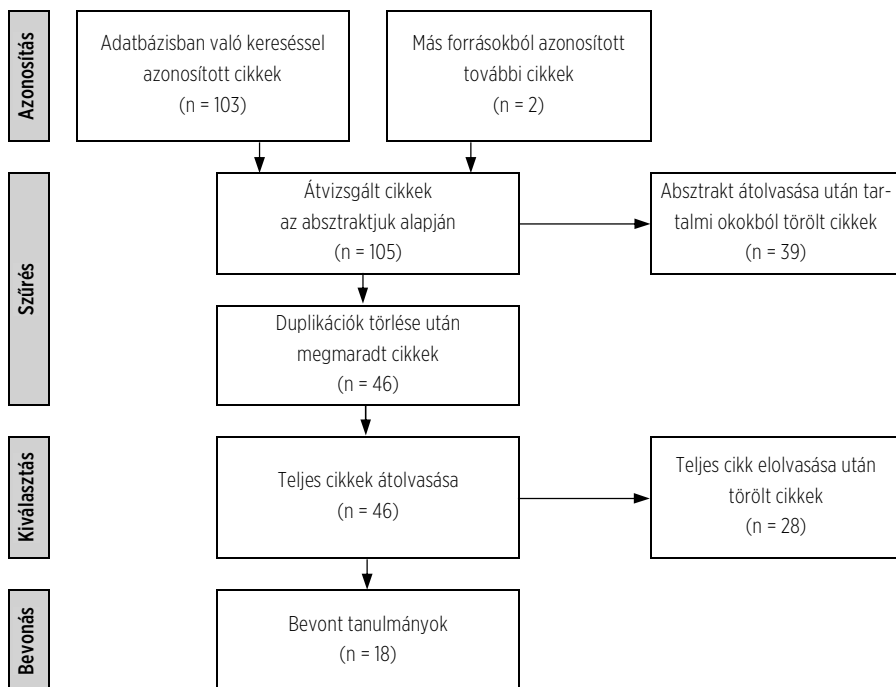 Azonosítás
Adatbázisban való kereséssel
azonosított cikkek
(n = 103)
Más forrásokból azonosított
további cikkek
(n = 2)
Szűrés
Átvizsgált cikkek
az absztraktjuk alapján
(n = 105)
Absztrakt átolvasása után tar-
talmi okokból törölt cikkek
(n = 39)
Duplikációk törlése után
megmaradt cikkek
(n = 46)
Kiválasztás
Teljes cikkek átolvasása
(n = 46)
Teljes cikk elolvasása után
törölt cikkek
(n = 28)
Bevonás
Bevont tanulmányok
(n = 18)